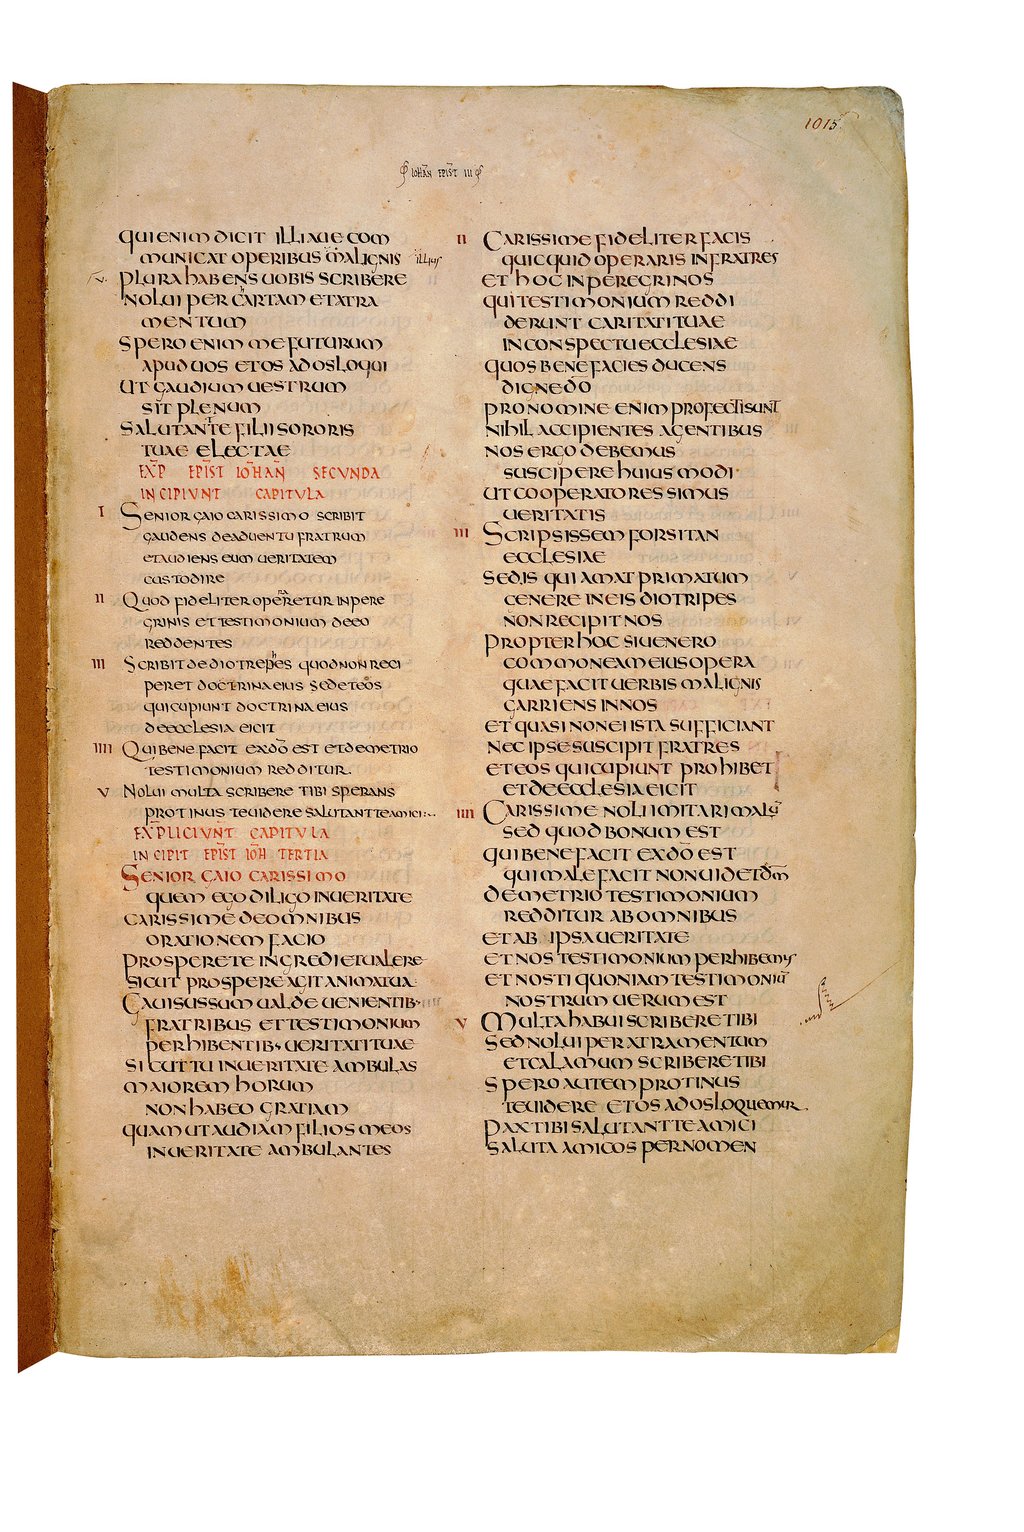 1015
IOHAN EPIST III
QUI ENIM DICIT ILLI AUE COM
MUNICAT OPERIBUS MALIGNIS
illius
PLURA HABENS UOBIS SCRIBERE
NOLUI PER CARTAM ET ATRA
MENTUM
SPERO ENIM ME FUTURUM
APUD UOS ET OS AD OS LOQUI
UT GAUDIUM UESTRUM
SIT PLENUM
SALUTANT TE FILII SORORIS
TUAE ELECTAE
EXP EPIST IOHAN SECUNDA
INCIPIUNT CAPITULA
I SENIOR GAIO CARISSIMO SCRIBIT
GAUDENS DE ADUENTU FRATRUM
ET AUDIENS EUM UERITATEM
CUSTODIRE
II QUOD FIDELITER OPERETUR IN PERE
GRINIS ET TESTIMONIUM DE EO
REDDENTES
III SCRIBIT DE DIOTREPHES QUOD NON RECI
PERET DOCTRINA EIUS SED ET EOS
QUI CUPIUNT DOCTRINA EIUS
DE ECCLESIA EICIT
IIII QUI BENE FACIT EX DO EST ET DEMETRIO
TESTIMONIUM REDDITUR
V NOLUI MULTA SCRIBERE TIBI SPERANS
PROTINUS TE UIDERE SALUTANT TE AMICI
EXPLICIUNT CAPITULA
INCIPIT EPIST IOH TERTIA
SENIOR GAIO CARISSIMO
QUEM EGO DILIGO IN UERITATE
CARISSIME DE OMNIBUS
ORATIONEM FACIO
PROSPERE TE INGREDI ET UALERE
SICUT PROSPERE AGIT ANIMA TUA
GAUISUS SUM UALDE UENIENTIB
FRATRIBUS ET TESTIMONIUM
PERHIBENTIB UERITATI TUAE
SICUT TU IN UERITATE AMBULAS
MAIOREM HORUM
NON HABEO GRATIAM
QUAM UT AUDIAM FILIOS MEOS
IN UERITATE AMBULANTES
II CARISSIME FIDELITER FACIS
QUICQUID OPERARIS IN FRATRES
ET HOC IN PEREGRINOS
QUI TESTIMONIUM REDDI
DERUNT CARITATI TUAE
IN CONSPECTU ECCLESIAE
QUOS BENE FACIES DUCENS
DIGNE DO
PRO NOMINE ENIM PROFECTI SUNT
NIHIL ACCIPIENTES A GENTIBUS
NOS ERGO DEBEMUS
SUSCIPERE HUIUSMODI
UT COOPERATORES SIMUS
UERITATIS
III SCRIPSISSEM FORSITAN
ECCLESIAE
SED IS QUI AMAT PRIMATUM
GENERE IN EIS DIOTRIPES
NON RECIPIT NOS
PROPTER HOC SI UENERO
COMMONEAM EIUS OPERA
QUAE FACIT UERBIS MALIGNIS
GARRIENS IN NOS
ET QUASI NON EI ISTA SUFFICIANT
NEC IPSE SUSCIPIT FRATRES
ET EOS QUI CUPIUNT PROHIBET
ET DE ECCLESIA EICIT
IIII CARISSIME NOLI IMITARI MALU
SED QUOD BONUM EST
QUI BENE FACIT EX DO EST
QUI MALE FACIT NON UIDET DM
DEMETRIO TESTIMONIUM
REDDITUR AB OMNIBUS
ET AB IPSA UERITATE
ET NOS TESTIMONIUM PERHIBEMUS
ET NOSTI QUONIAM TESTIMONIU
NOSTRUM UERUM EST
V MULTA HABUI SCRIBERE TIBI
SED NOLUI PER ATRAMENTUM
ET CALAMUM SCRIBERE TIBI
SPERO AUTEM PROTINUS
TE UIDERE ET OS AD OS LOQUEMUR
PAX TIBI SALUTANT TE AMICI
SALUTA AMICOS PER NOMEN